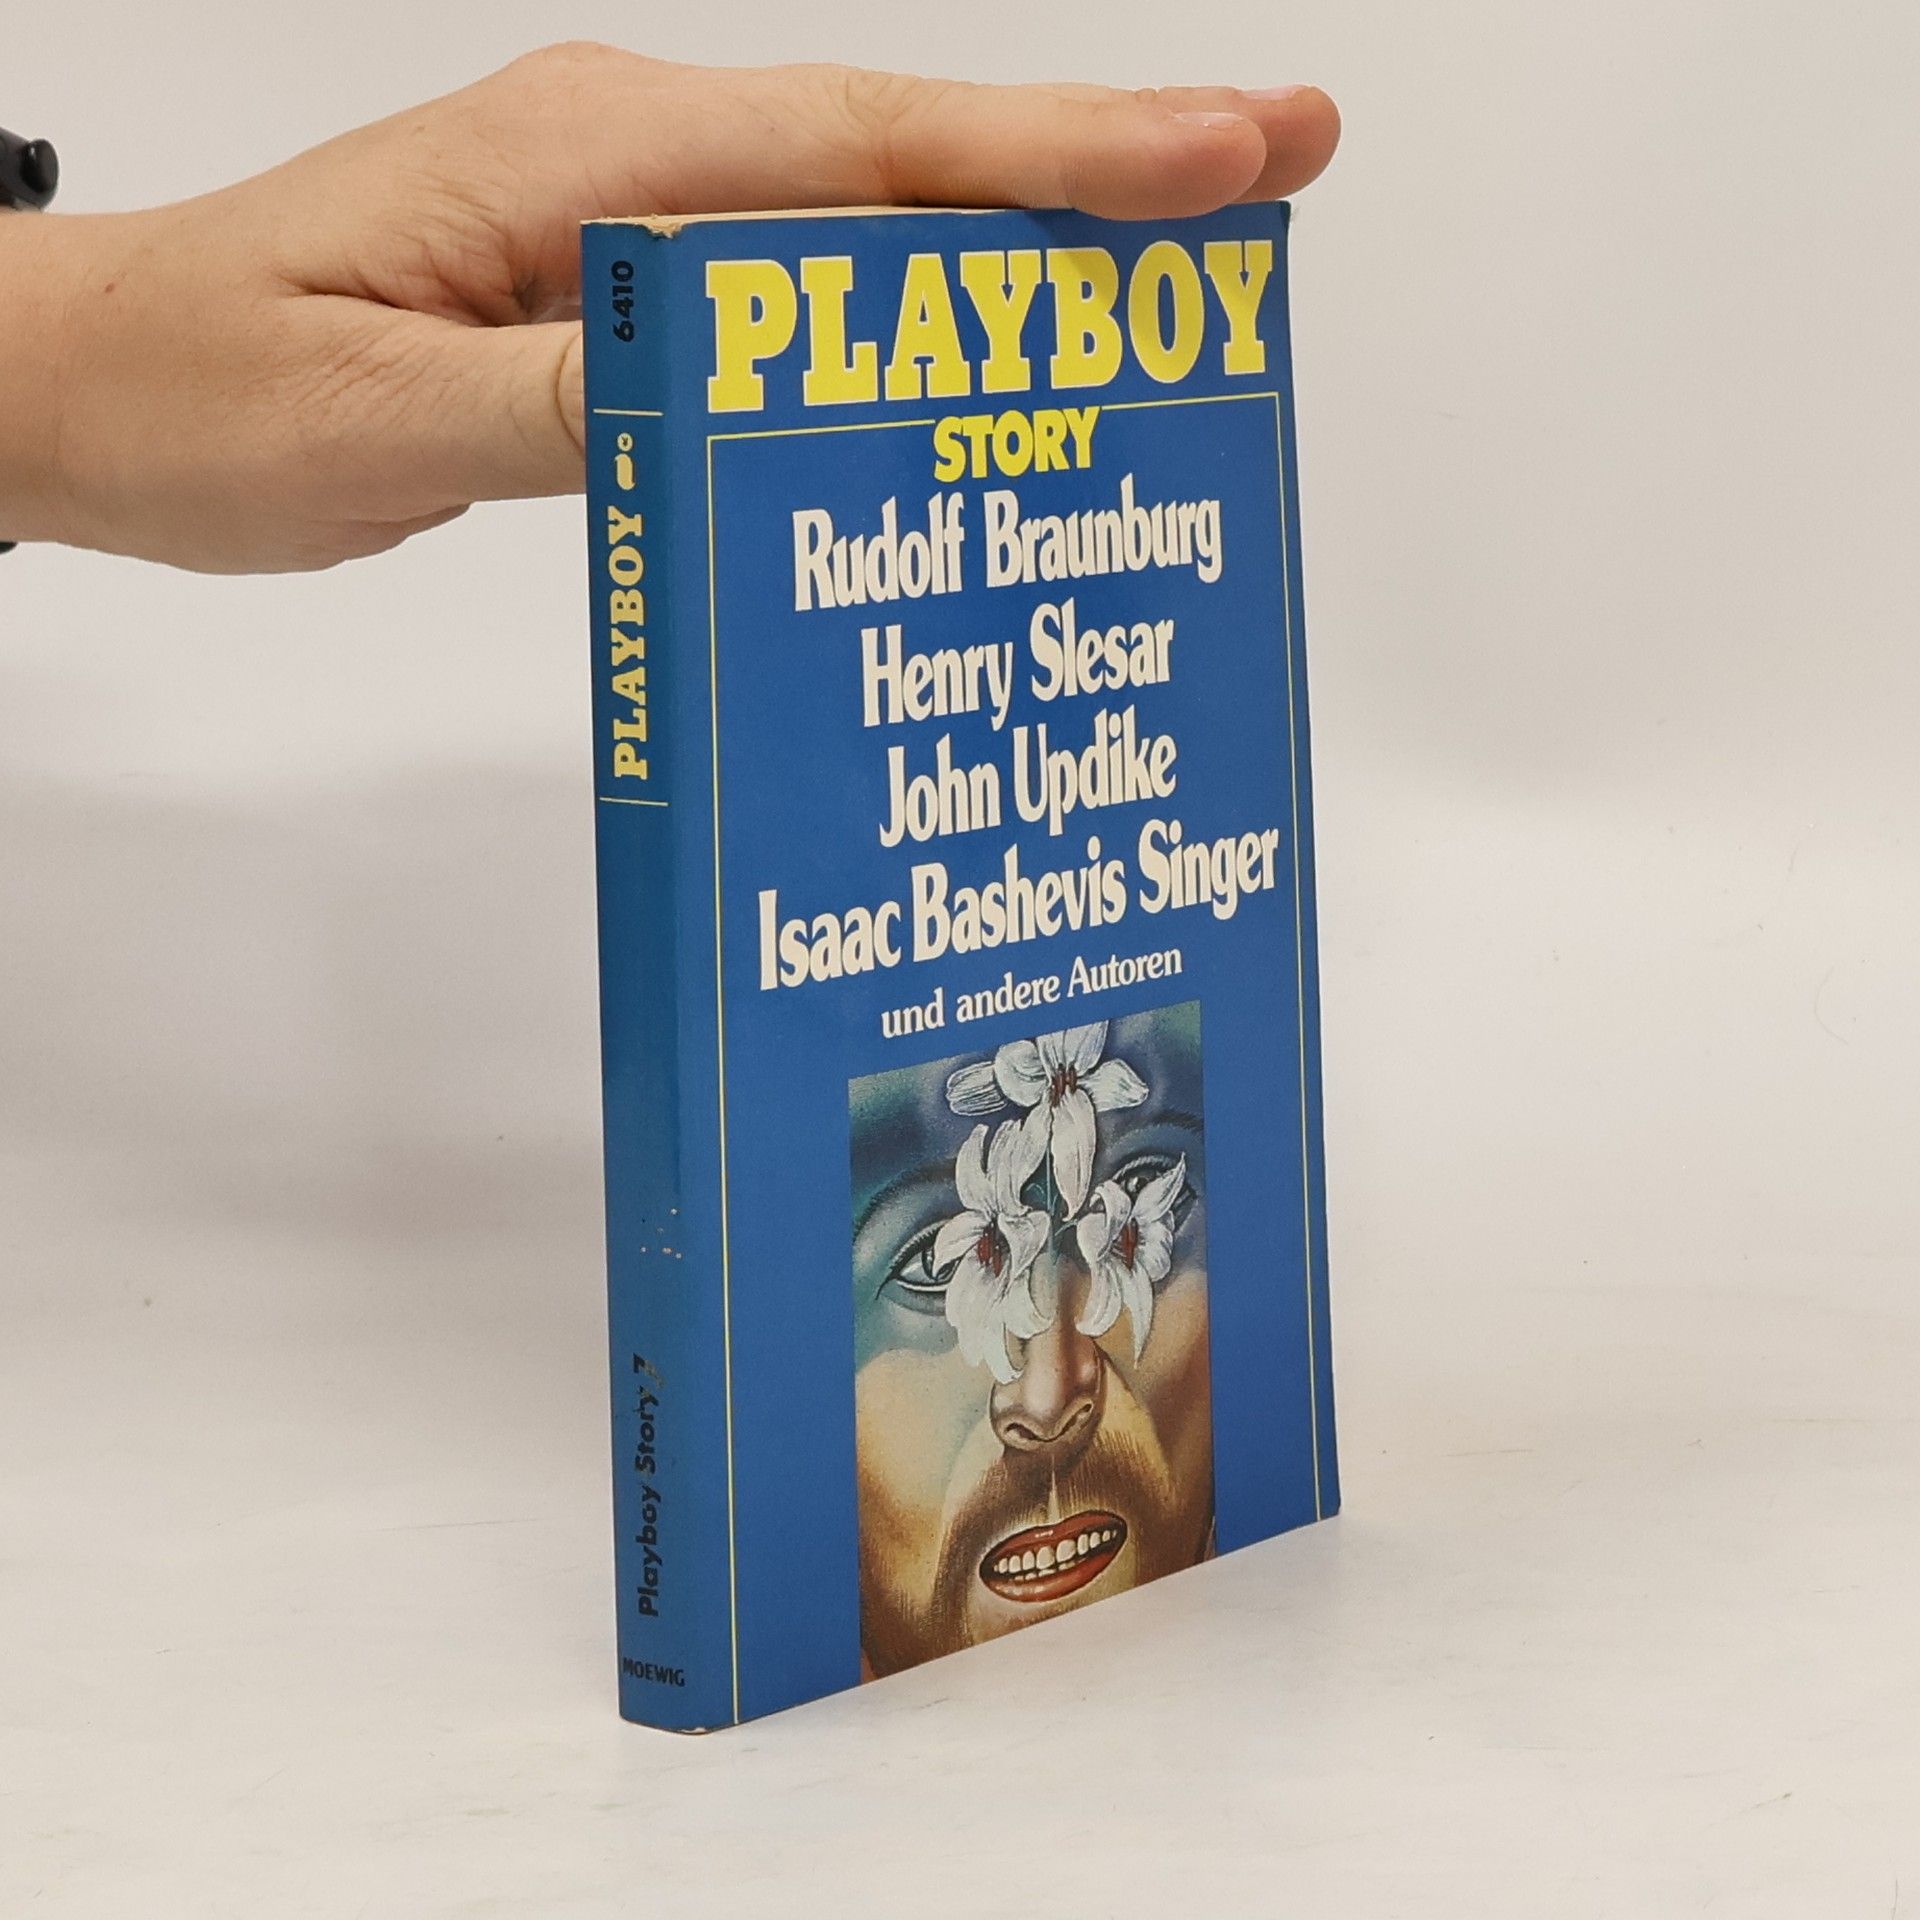 PLAYBOY
STORY
Rudolf Braunburg
Henry Slesar
John Updike
Isaac Bashevis Singer
und andere Autoren
6410
PLAYBOY
Playboy Story 7
MOEWIG